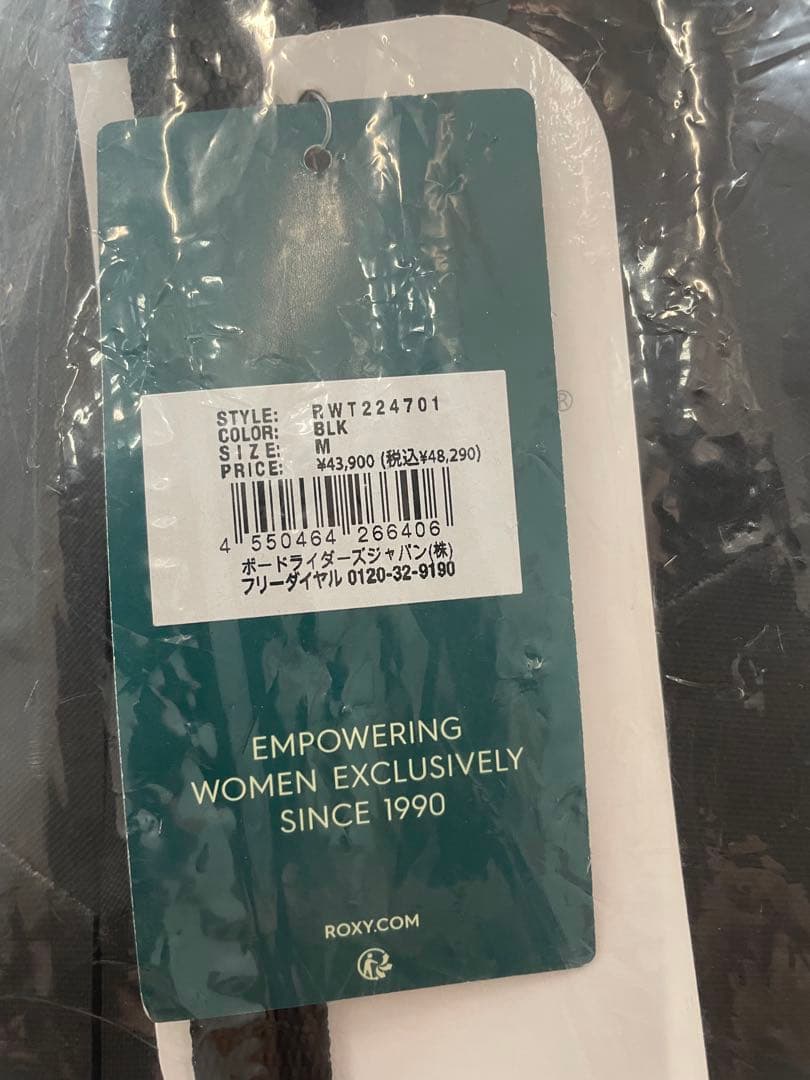 STYLE: RWT224701
COLOR: BLK
SIZE: M
PRICE: ¥43,900 (税込¥48,290)
4 550464 266406
ボードライダーズジャパン(株)
フリーダイヤル 0120-32-9190
®
EMPOWERING
WOMEN EXCLUSIVELY
SINCE 1990
ROXY.COM